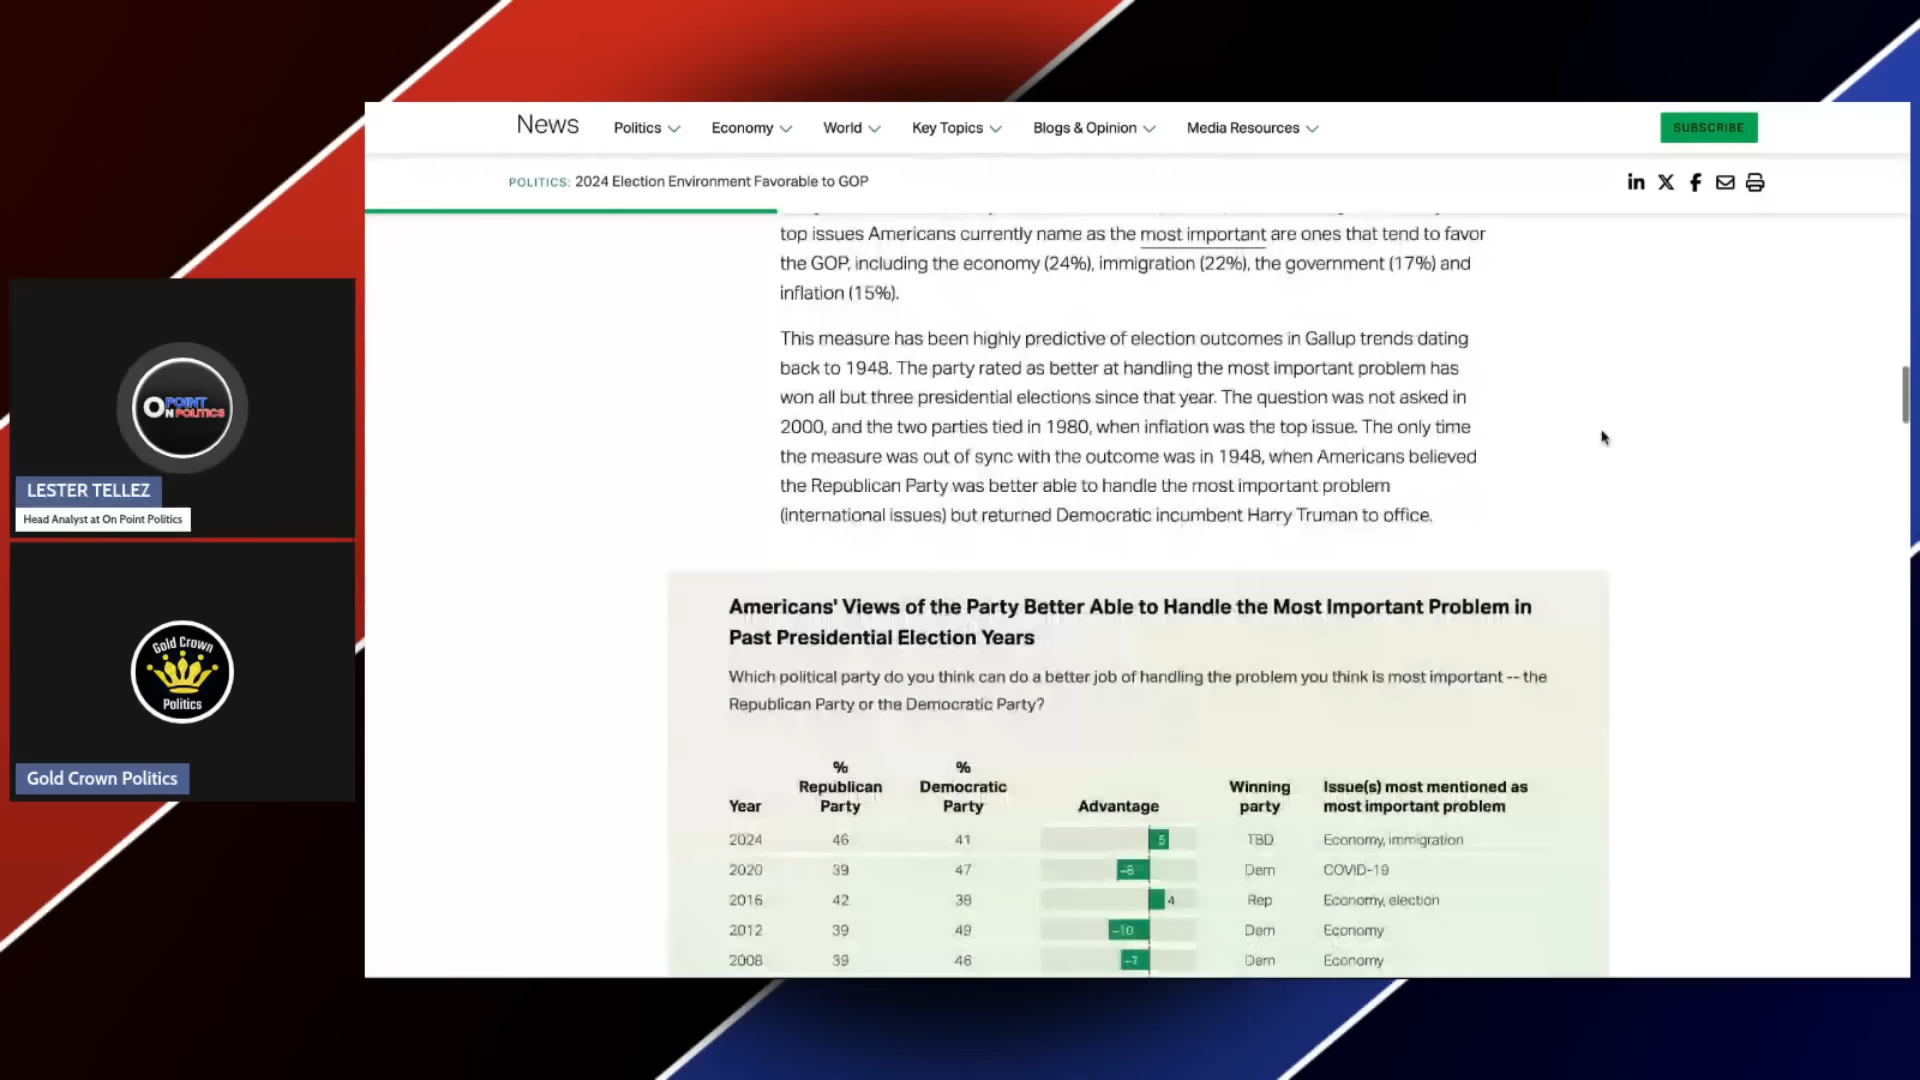 News
Politics
Economy
World
Key Topics
Blogs & Opinion
Media Resources
SUBSCRIBE
POLITICS: 2024 Election Environment Favorable to GOP
top issues Americans currently name as the most important are ones that tend to favor
the GOP, including the economy (24%), immigration (22%), the government (17%) and
inflation (15%).
This measure has been highly predictive of election outcomes in Gallup trends dating
back to 1948. The party rated as better at handling the most important problem has
won all but three presidential elections since that year. The question was not asked in
2000, and the two parties tied in 1980, when inflation was the top issue. The only time
the measure was out of sync with the outcome was in 1948, when Americans believed
the Republican Party was better able to handle the most important problem
(international issues) but returned Democratic incumbent Harry Truman to office.
Americans' Views of the Party Better Able to Handle the Most Important Problem in
Past Presidential Election Years
Which political party do you think can do a better job of handling the problem you think is most important -- the
Republican Party or the Democratic Party?
Year
% Republican Party
% Democratic Party
Advantage
Winning party
Issue(s) most mentioned as most important problem
2024 46 41 5 TBD Economy, immigration
2020 39 47 -8 Dem COVID-19
2016 42 38 4 Rep Economy, election
2012 39 49 -10 Dem Economy
2008 39 46 -7 Dem Economy
ON POINT POLITICS
LESTER TELLEZ
Head Analyst at On Point Politics
Gold Crown
Politics
Gold Crown Politics